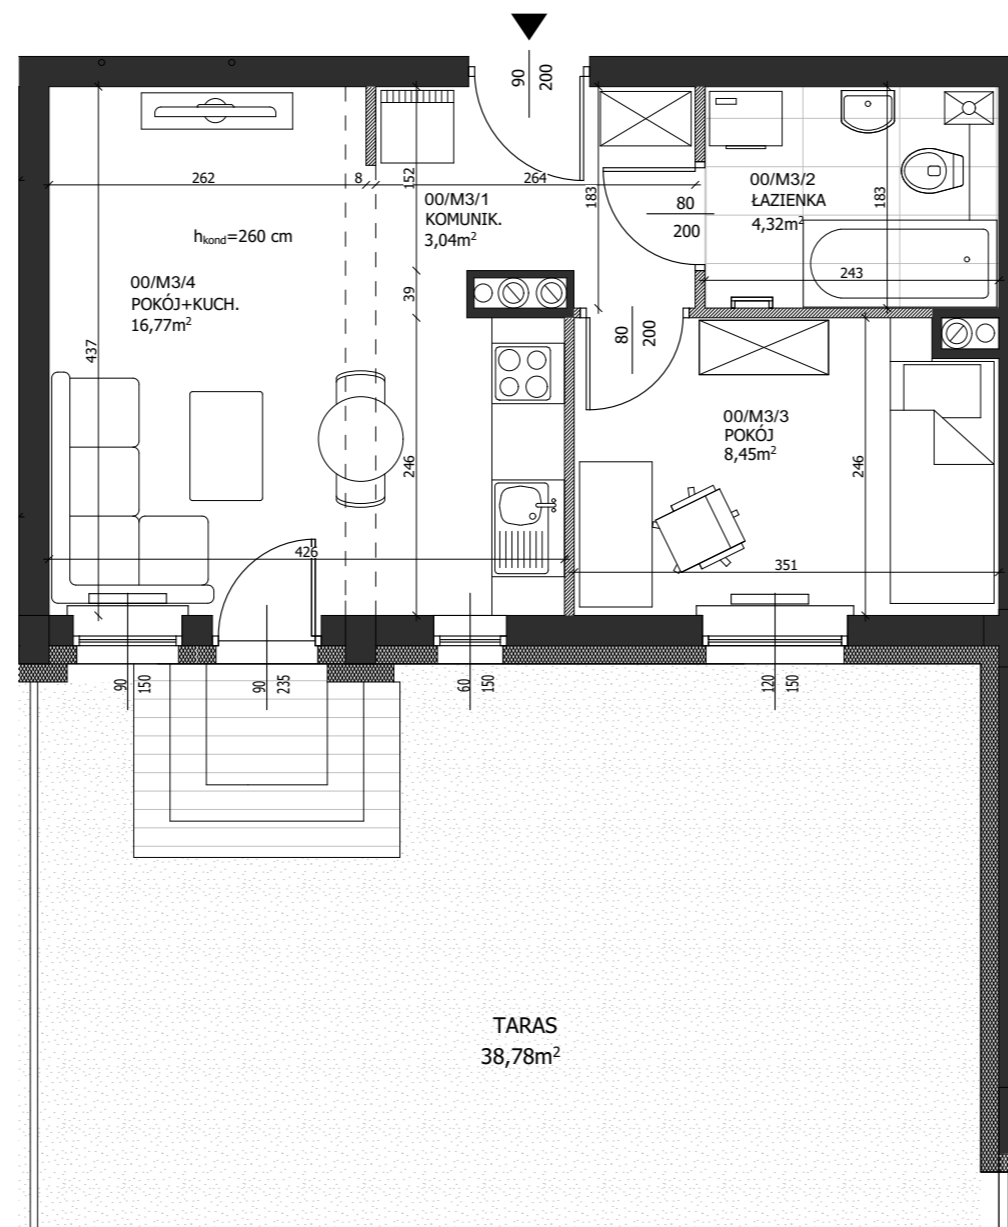 90
200
262
8
152
264
183
183
00/M3/1
KOMUNIK.
3,04m²
00/M3/2
ŁAZIENKA
4,32m²
80
200
hkond=260 cm
243
00/M3/4
POKÓJ+KUCH.
16,77m²
39
80
200
437
00/M3/3
POKÓJ
8,45m²
246
246
426
351
90
150
90
235
60
150
120
150
TARAS
38,78m²